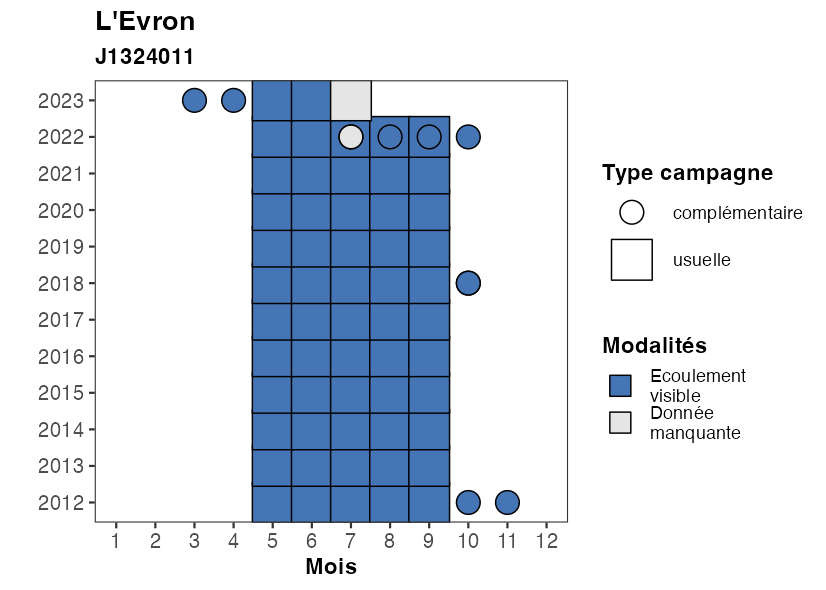 L'Evron
J1324011
2023
2022
2021
2020
2019
2018
2017
2016
2015
2014
2013
2012
1 2 3 4 5 6 7 8 9 10 11 12
Mois
Type campagne
complémentaire
usuelle
Modalités
Ecoulement
visible
Donnée
manquante